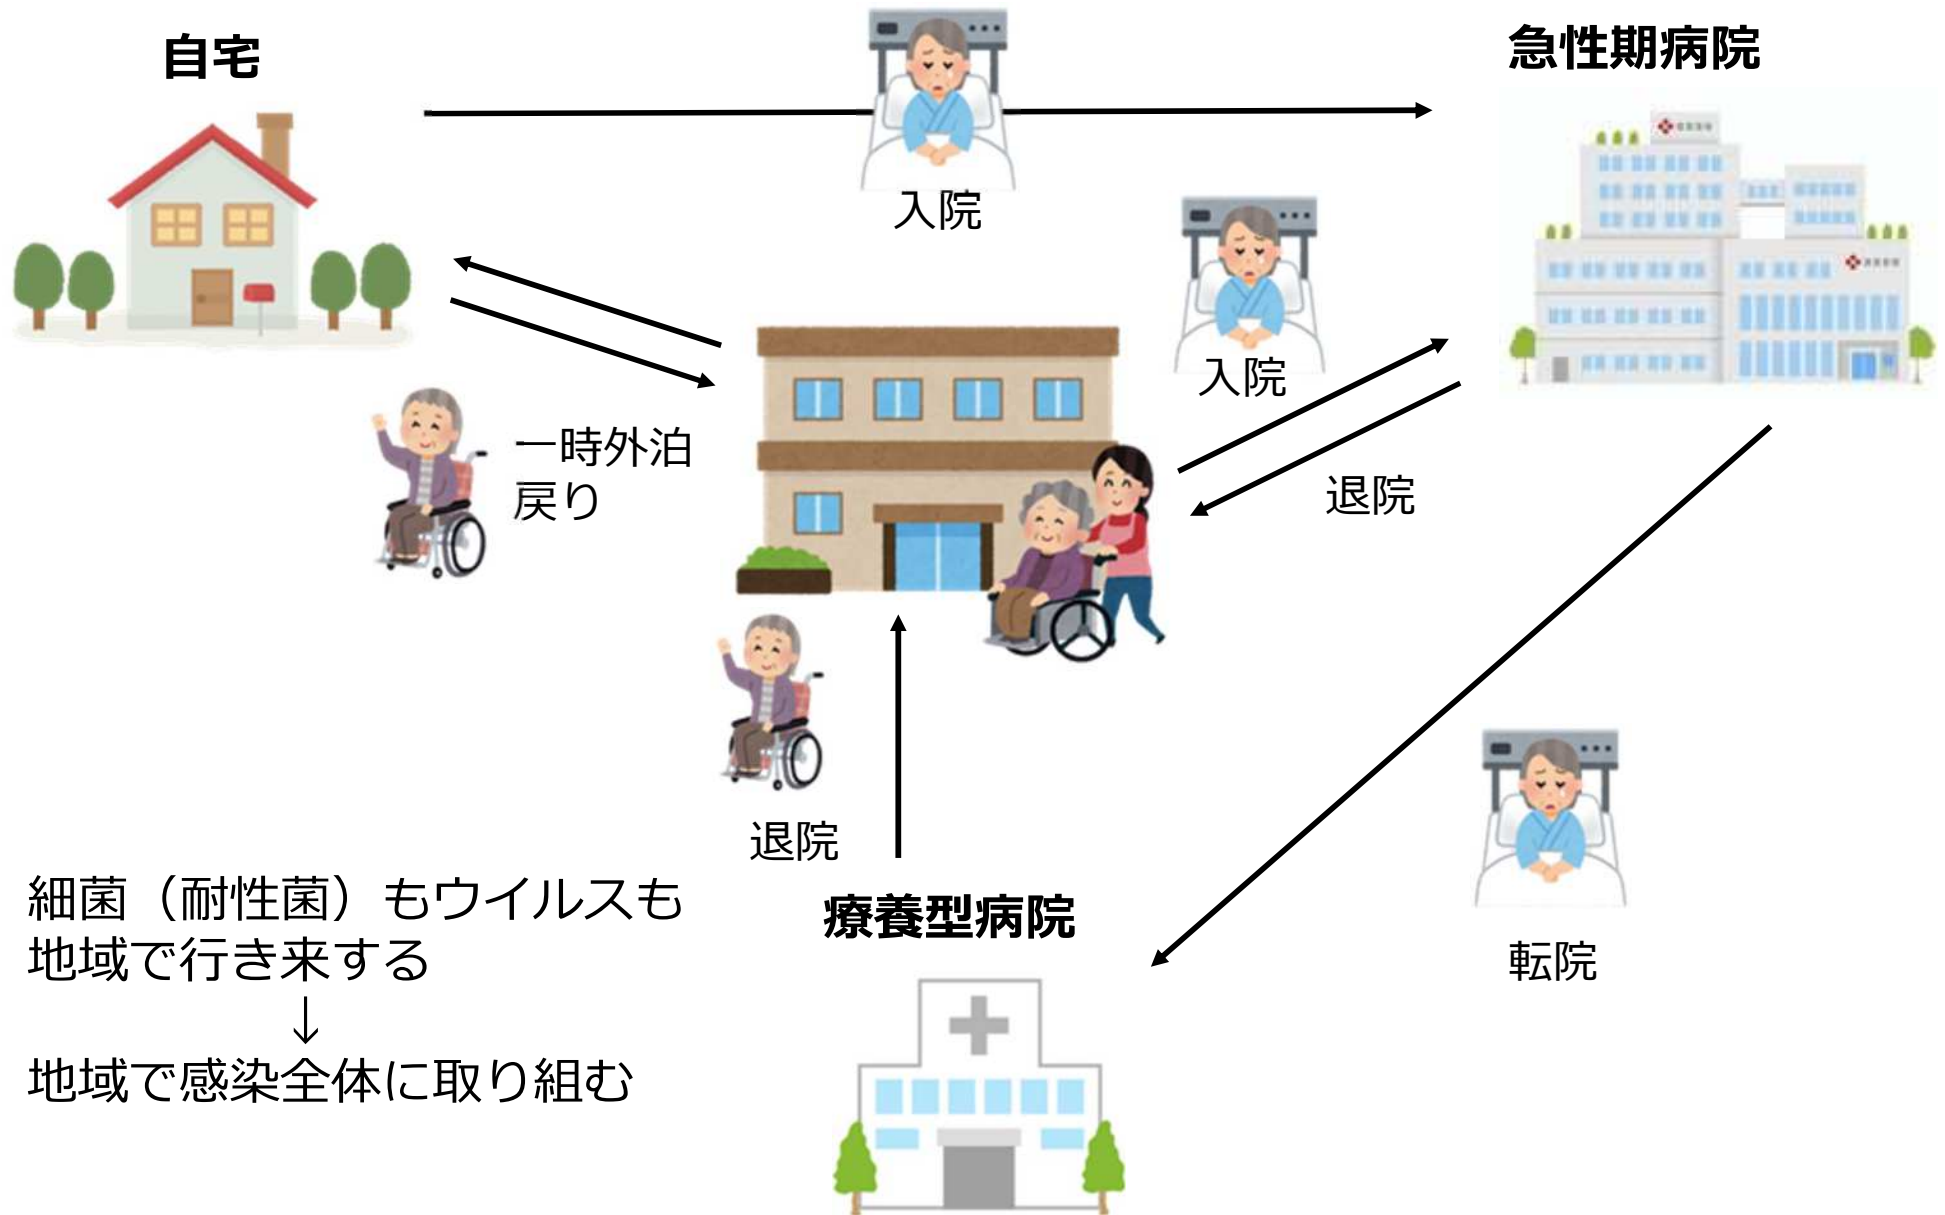 自宅
急性期病院
入院
入院
一時外泊
戻り
退院
退院
療養型病院
転院
細菌（耐性菌）もウイルスも
地域で行き来する
↓
地域で感染全体に取り組む